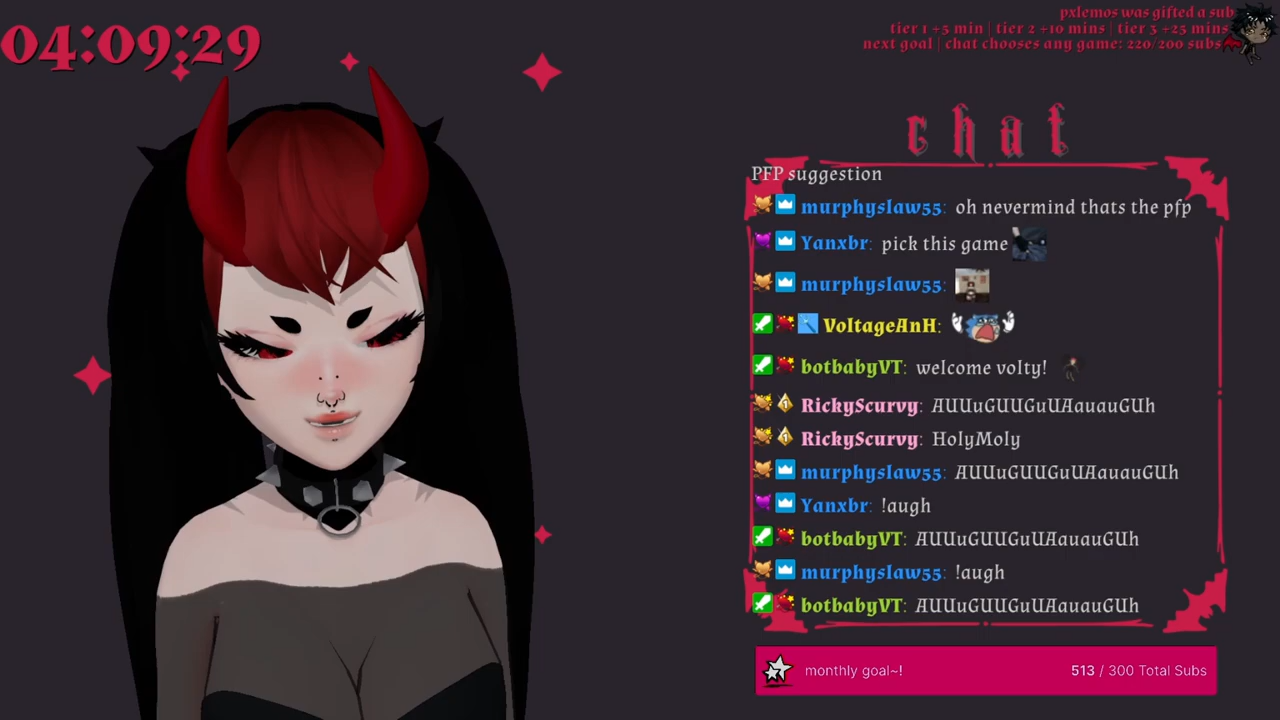 04:09:29
pxlemos was gifted a sub
tier 1 +5 min | tier 2 +10 mins | tier 3 +25 mins
next goal | chat chooses any game: 220/200 subs
chat
PFP suggestion
murphyslaw55: oh nevermind thats the pfp
Yanxbr: pick this game
murphyslaw55:
VoltageAnH:
botbabyVT: welcome volty!
RickyScurvy: AUUuGUUGuUAauauGUh
RickyScurvy: HolyMoly
murphyslaw55: AUUuGUUGuUAauauGUh
Yanxbr: !augh
botbabyVT: AUUuGUUGuUAauauGUh
murphyslaw55: !augh
botbabyVT: AUUuGUUGuUAauauGUh
monthly goal~! 513 / 300 Total Subs